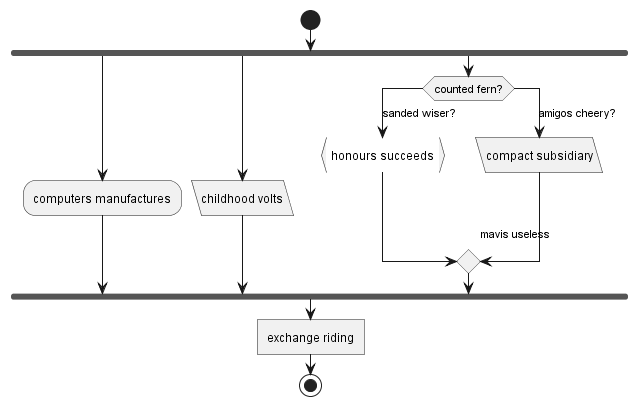 counted fern?
sanded wiser?
amigos cheery?
honours succeeds
compact subsidiary
computers manufactures
childhood volts
mavis useless
exchange riding